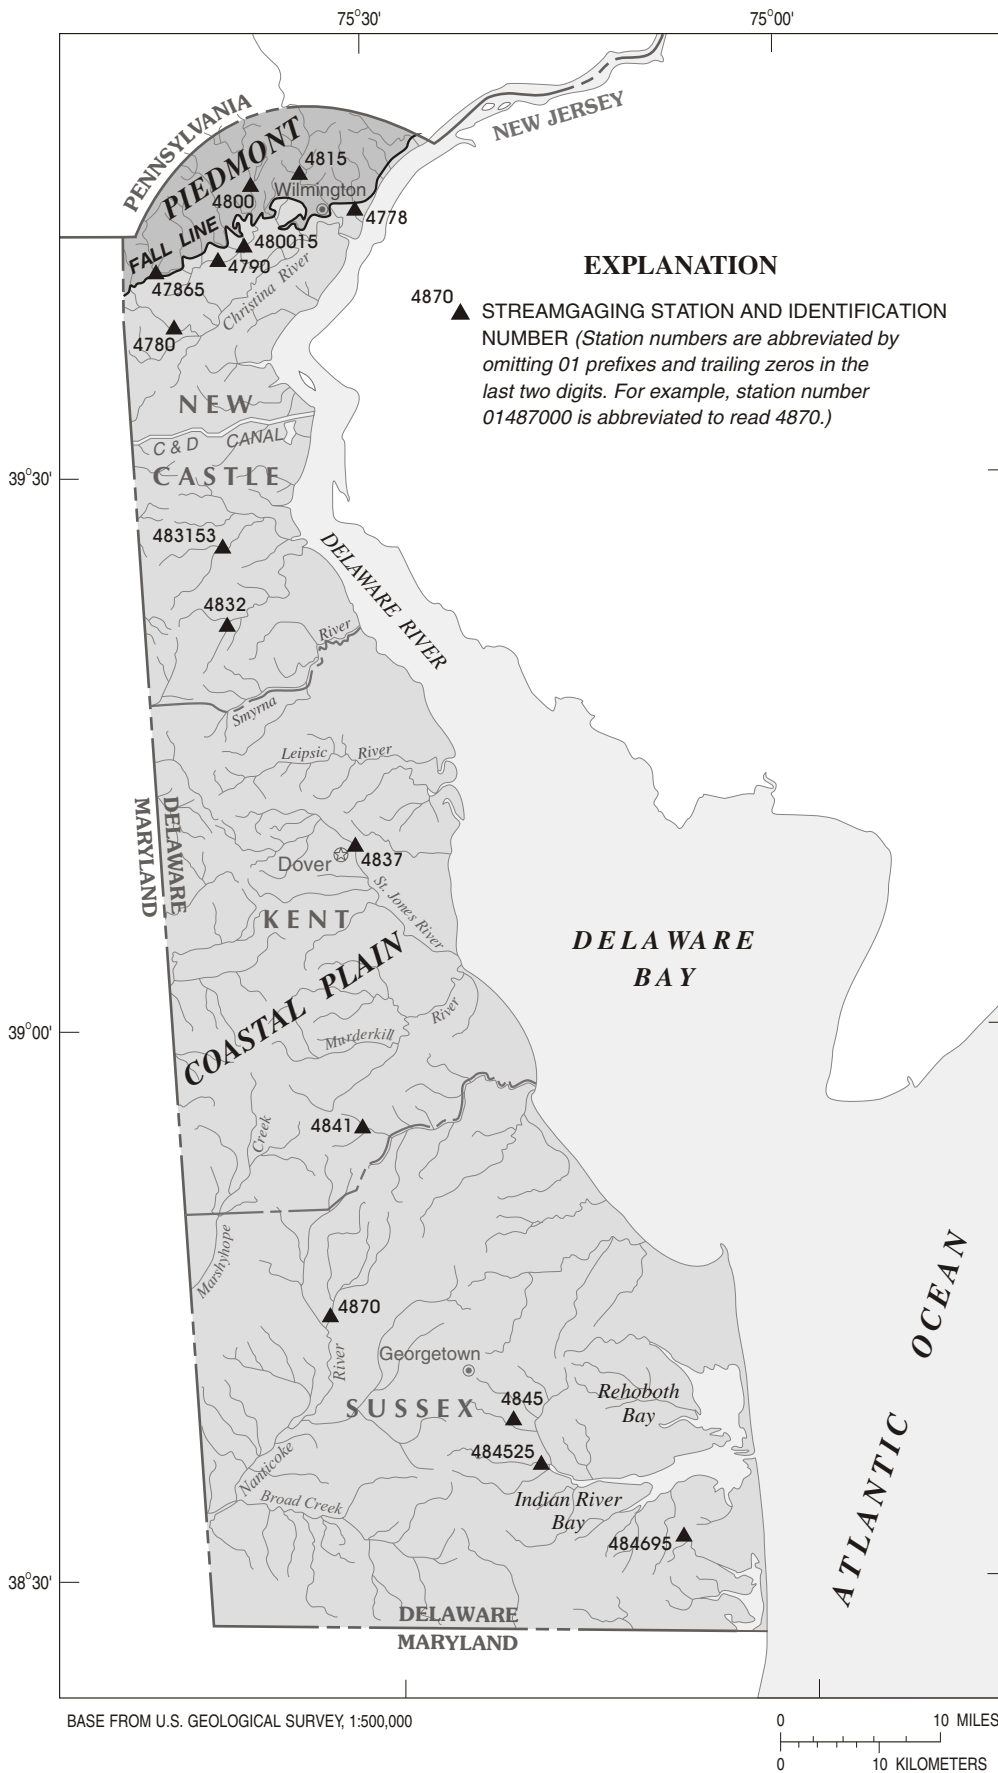 75°30'
75°00'
PENNSYLVANIA
NEW JERSEY
PIEDMONT
4815
Wilmington
4800
4778
FALL LINE
480015
4790
47865
Christina River
4780
EXPLANATION
4870
STREAMGAGING STATION AND IDENTIFICATION
NUMBER (Station numbers are abbreviated by
omitting 01 prefixes and trailing zeros in the
last two digits. For example, station number
01487000 is abbreviated to read 4870.)
NEW
C & D CANAL
CASTLE
39°30'
483153
DELAWARE RIVER
4832
River
Smyrna
Leipsic River
DELAWARE
MARYLAND
4837
Dover
St. Jones River
KENT
DELAWARE
BAY
COASTAL PLAIN
River
39°00'
Murderkill
4841
Creek
Marshyhope
4870
River
Georgetown
ATLANTIC OCEAN
4845
Rehoboth
Bay
SUSSEX
484525
Nanticoke
Broad Creek
Indian River
Bay
484695
38°30'
DELAWARE
MARYLAND
BASE FROM U.S. GEOLOGICAL SURVEY, 1:500,000
0 10 MILES
0 10 KILOMETERS